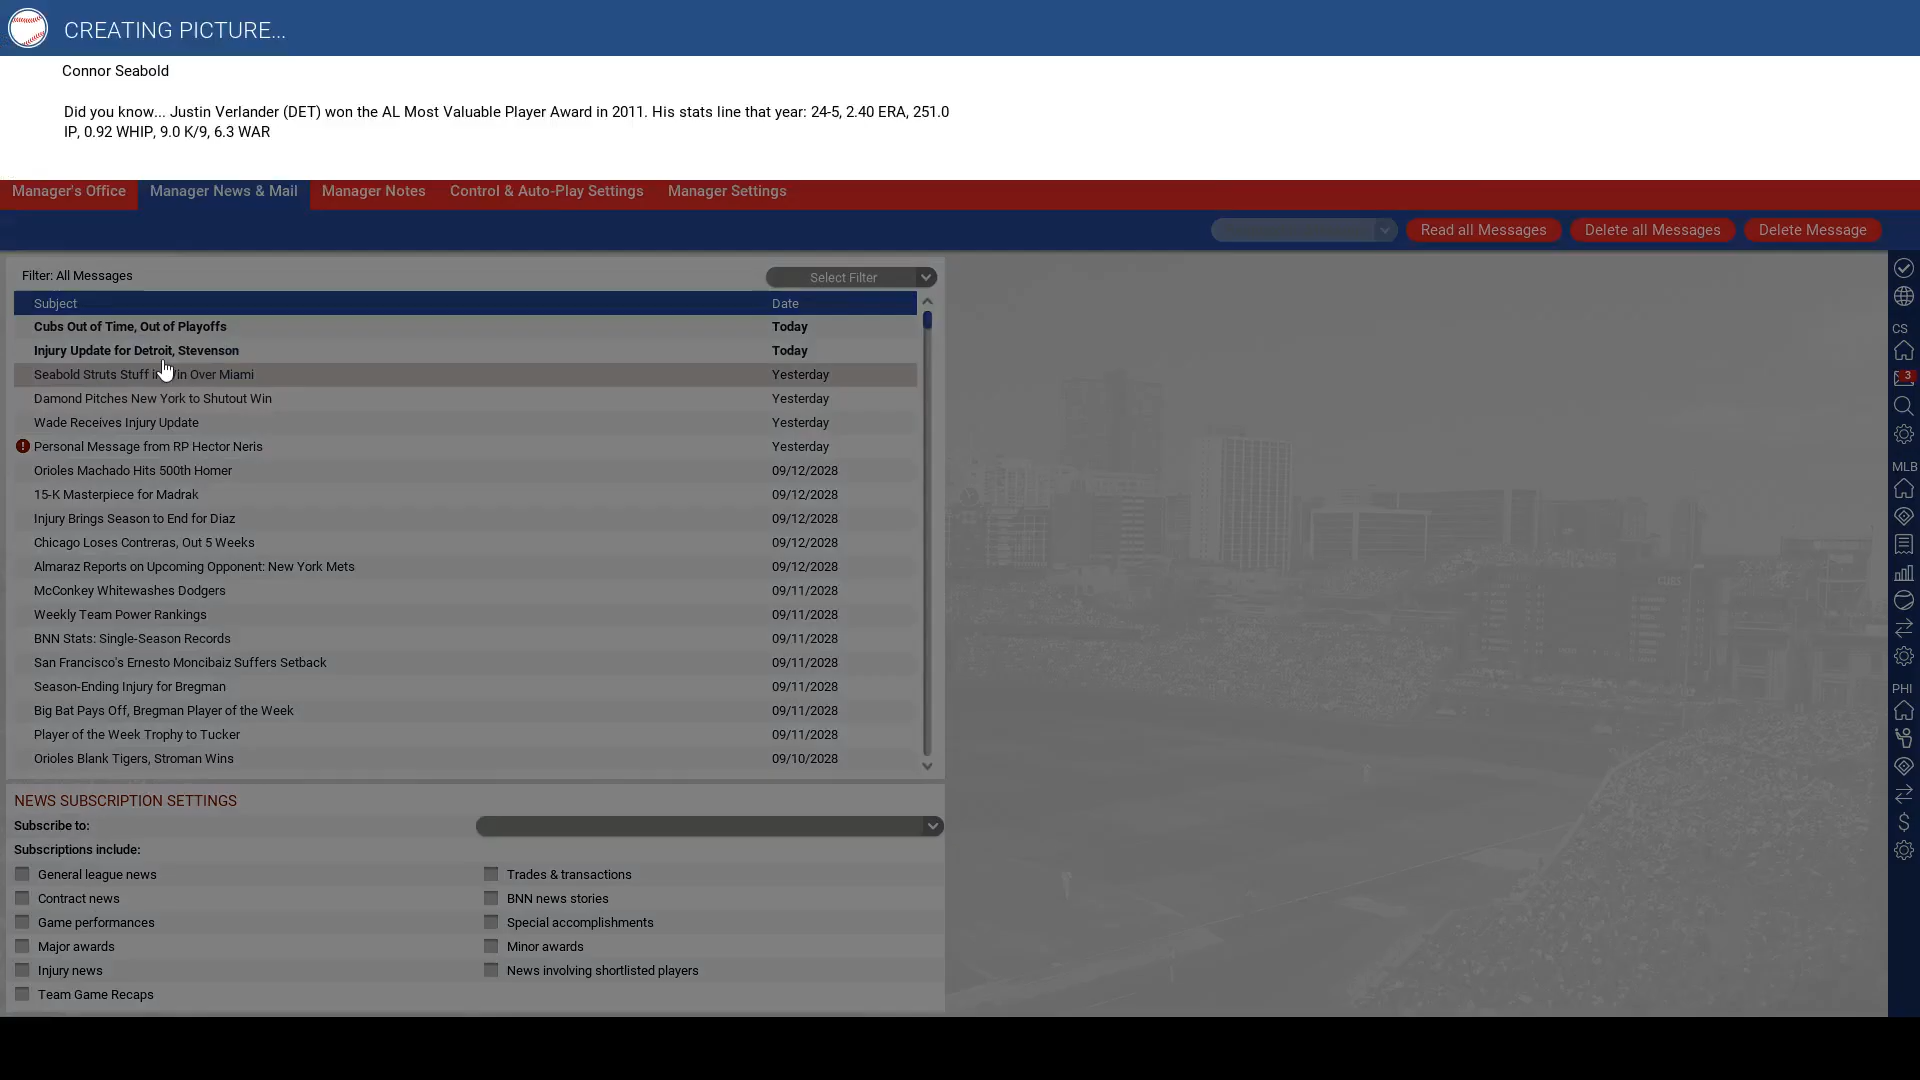 CREATING PICTURE...
Connor Seabold
Did you know... Justin Verlander (DET) won the AL Most Valuable Player Award in 2011. His stats line that year: 24-5, 2.40 ERA, 251.0
IP, 0.92 WHIP, 9.0 K/9, 6.3 WAR
Manager's Office Manager News & Mail Manager Notes Control & Auto-Play Settings Manager Settings
Read all Messages Delete all Messages Delete Message
Filter: All Messages Select Filter
Subject Date
Cubs Out of Time, Out of Playoffs Today
Injury Update for Detroit, Stevenson Today
Seabold Struts Stuff in Win Over Miami Yesterday
Damond Pitches New York to Shutout Win Yesterday
Wade Receives Injury Update Yesterday
Personal Message from RP Hector Neris Yesterday
Orioles Machado Hits 500th Homer 09/12/2028
15-K Masterpiece for Madrak 09/12/2028
Injury Brings Season to End for Diaz 09/12/2028
Chicago Loses Contreras, Out 5 Weeks 09/12/2028
Almaraz Reports on Upcoming Opponent: New York Mets 09/12/2028
McConkey Whitewashes Dodgers 09/11/2028
Weekly Team Power Rankings 09/11/2028
BNN Stats: Single-Season Records 09/11/2028
San Francisco's Ernesto Moncibaiz Suffers Setback 09/11/2028
Season-Ending Injury for Bregman 09/11/2028
Big Bat Pays Off, Bregman Player of the Week 09/11/2028
Player of the Week Trophy to Tucker 09/11/2028
Orioles Blank Tigers, Stroman Wins 09/10/2028
NEWS SUBSCRIPTION SETTINGS
Subscribe to:
Subscriptions include:
General league news Trades & transactions
Contract news BNN news stories
Game performances Special accomplishments
Major awards Minor awards
Injury news News involving shortlisted players
Team Game Recaps
CS
3
MLB
PHI